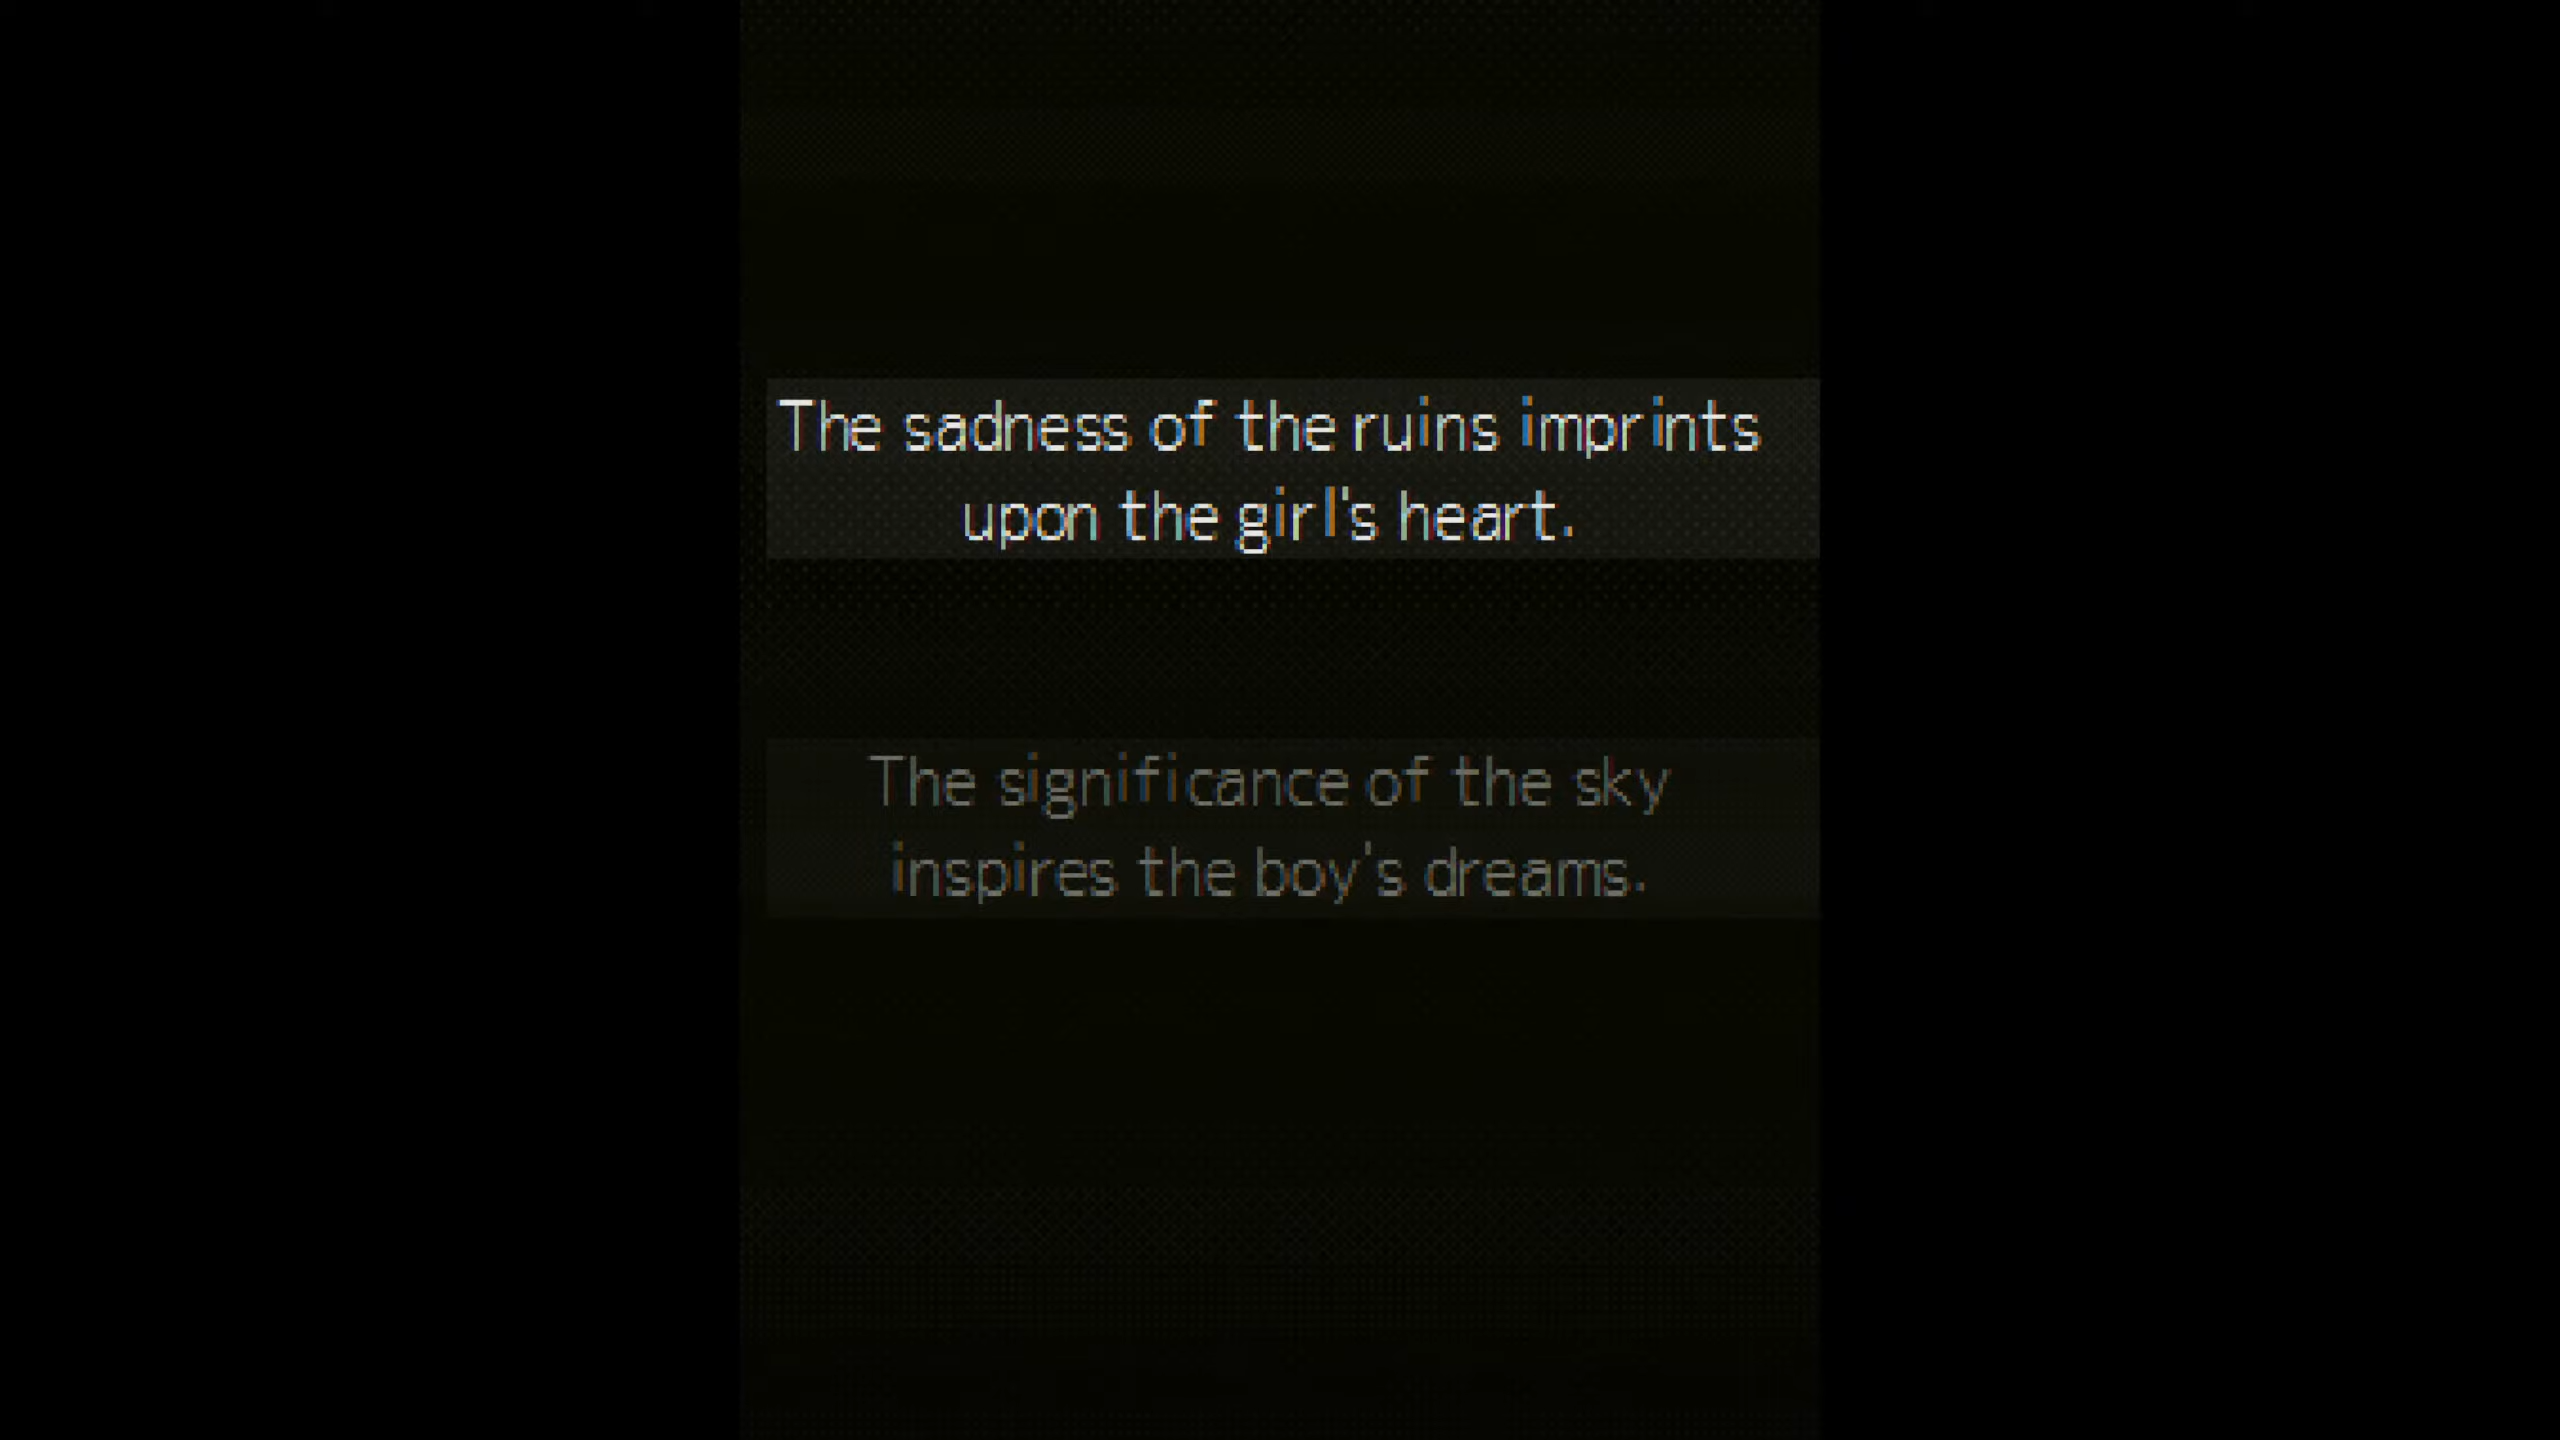 The sadness of the ruins imprints
upon the girl's heart.
The significance of the sky
inspires the boy's dreams.